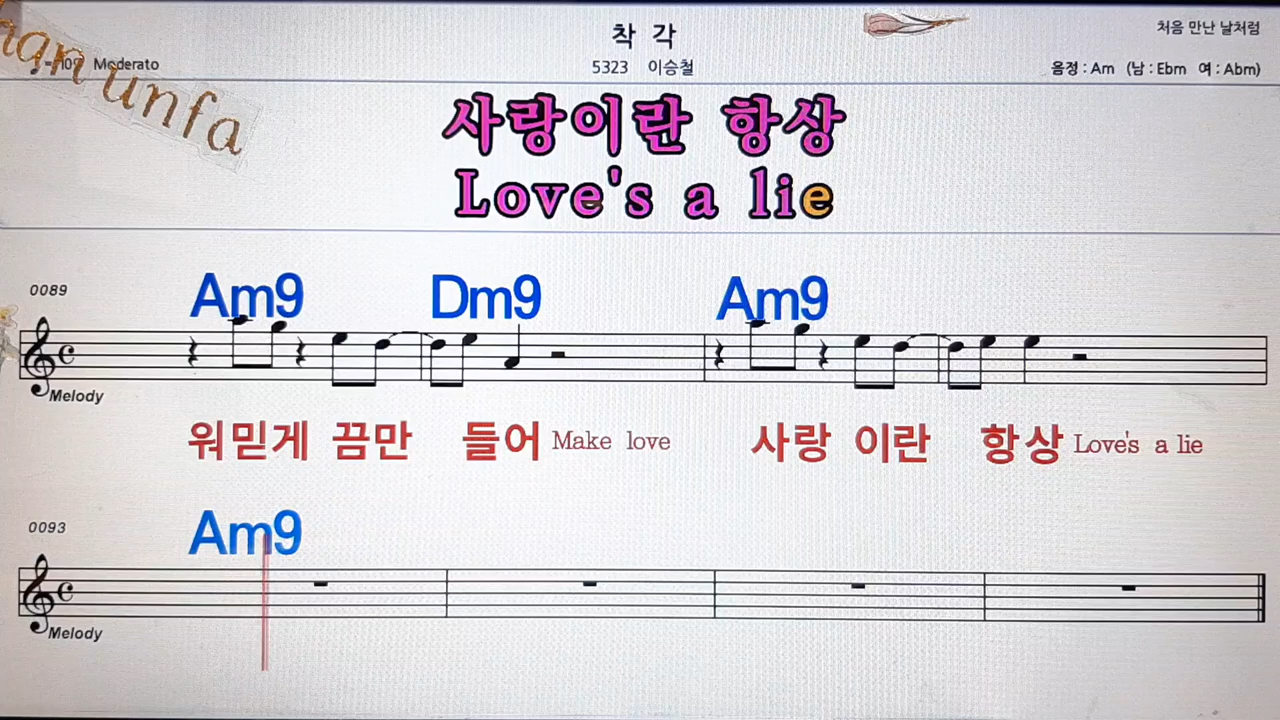 착 각
처음 만난 날처럼
Moderato
5323 이승철
음정 : Am (남 : Ebm 여 : Abm)
unfa
사랑이란 항상
Love's a lie
0089
Am9 Dm9 Am9
Melody
워믿게 끔만 들어 Make love 사랑 이란 항상 Love's a lie
0093
Am9
Melody